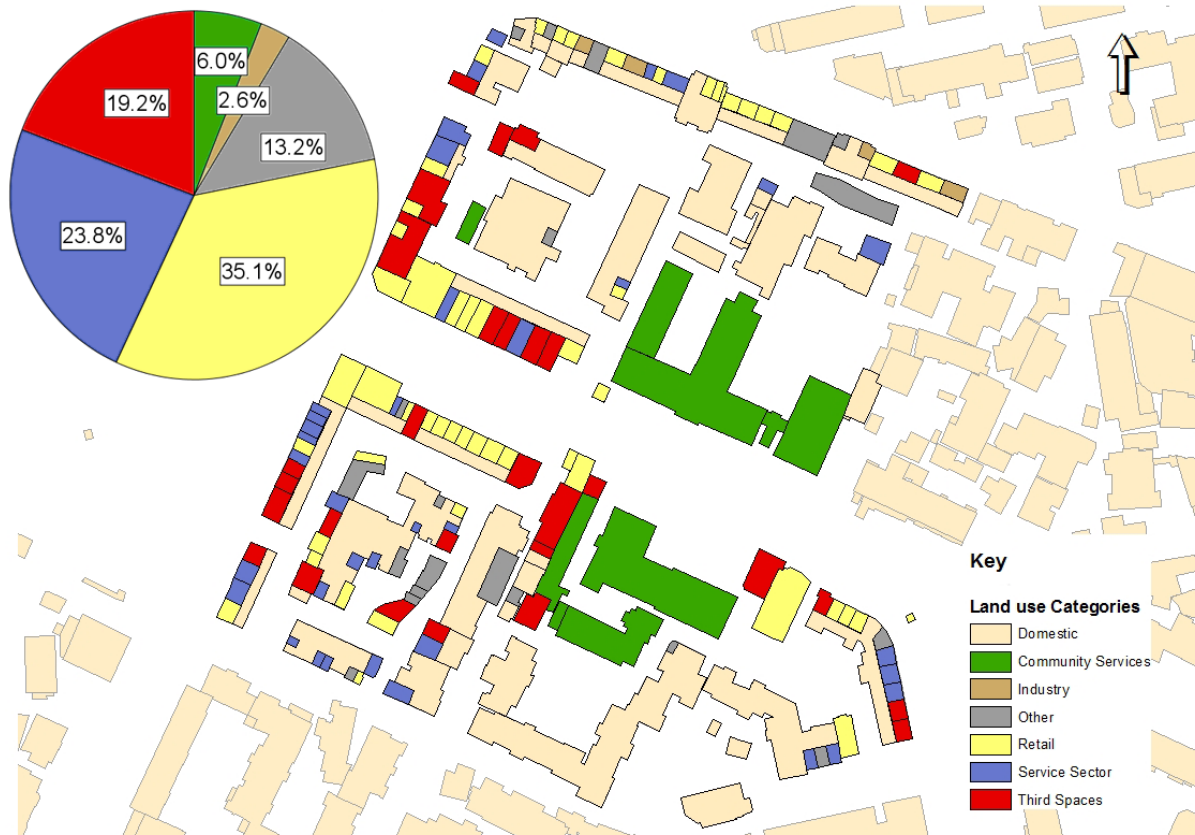 6.0%
2.6%
19.2%
13.2%
23.8%
35.1%
Key
Land use Categories
Domestic
Community Services
Industry
Other
Retail
Service Sector
Third Spaces